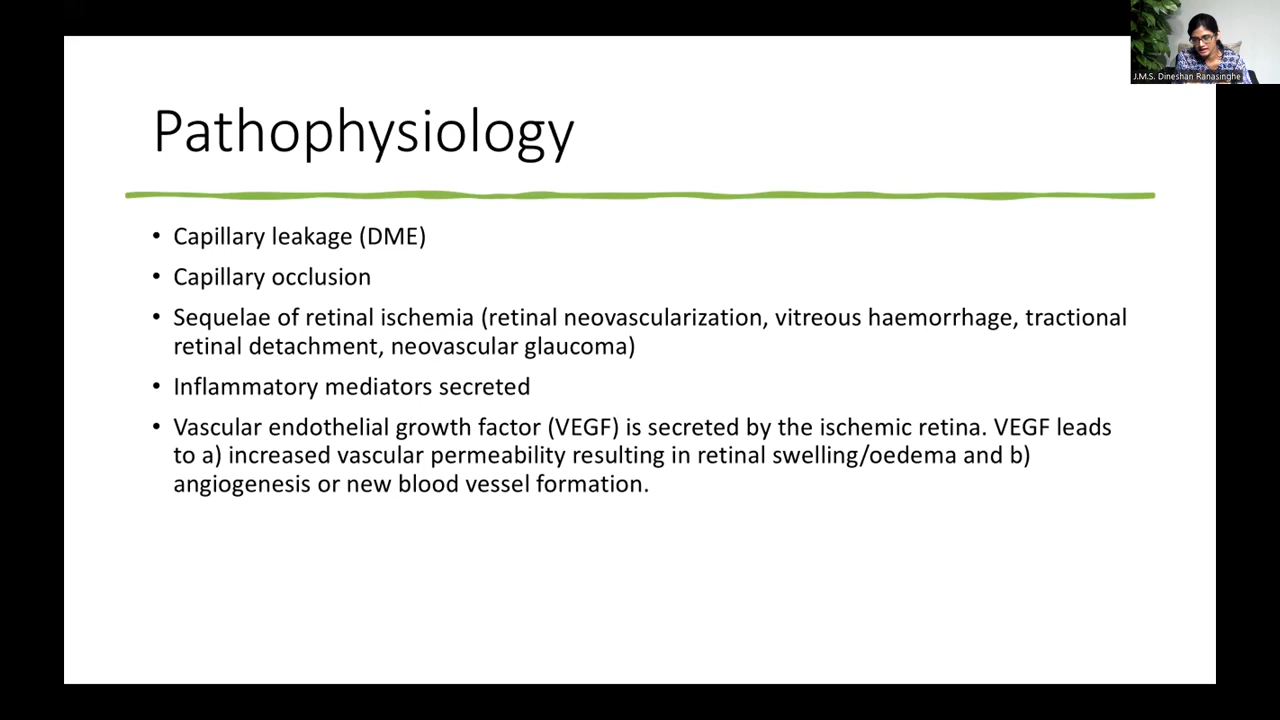 J.M.S. Dineshan Ranasinghe
Pathophysiology
• Capillary leakage (DME)
• Capillary occlusion
• Sequelae of retinal ischemia (retinal neovascularization, vitreous haemorrhage, tractional
retinal detachment, neovascular glaucoma)
• Inflammatory mediators secreted
• Vascular endothelial growth factor (VEGF) is secreted by the ischemic retina. VEGF leads
to a) increased vascular permeability resulting in retinal swelling/oedema and b)
angiogenesis or new blood vessel formation.